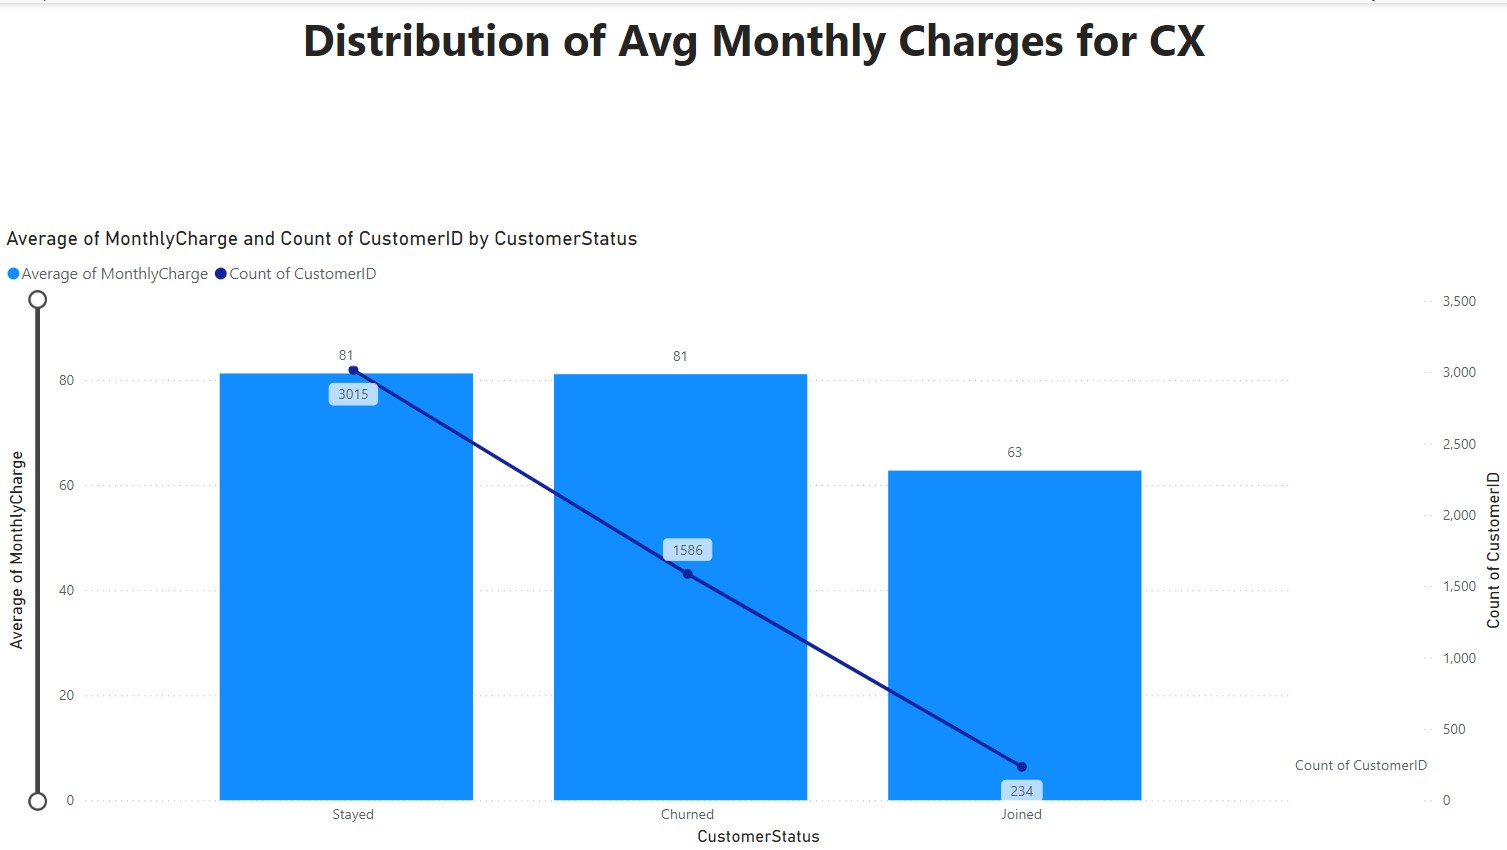 Distribution of Avg Monthly Charges for CX
Average of MonthlyCharge and Count of CustomerID by CustomerStatus
Average of MonthlyCharge Count of CustomerID
Average of MonthlyCharge
80
60
40
20
0
81
3015
81
1586
63
234
Stayed
Churned
Joined
CustomerStatus
Count of CustomerID
3,500
3,000
2,500
2,000
1,500
1,000
500
0
Count of CustomerID